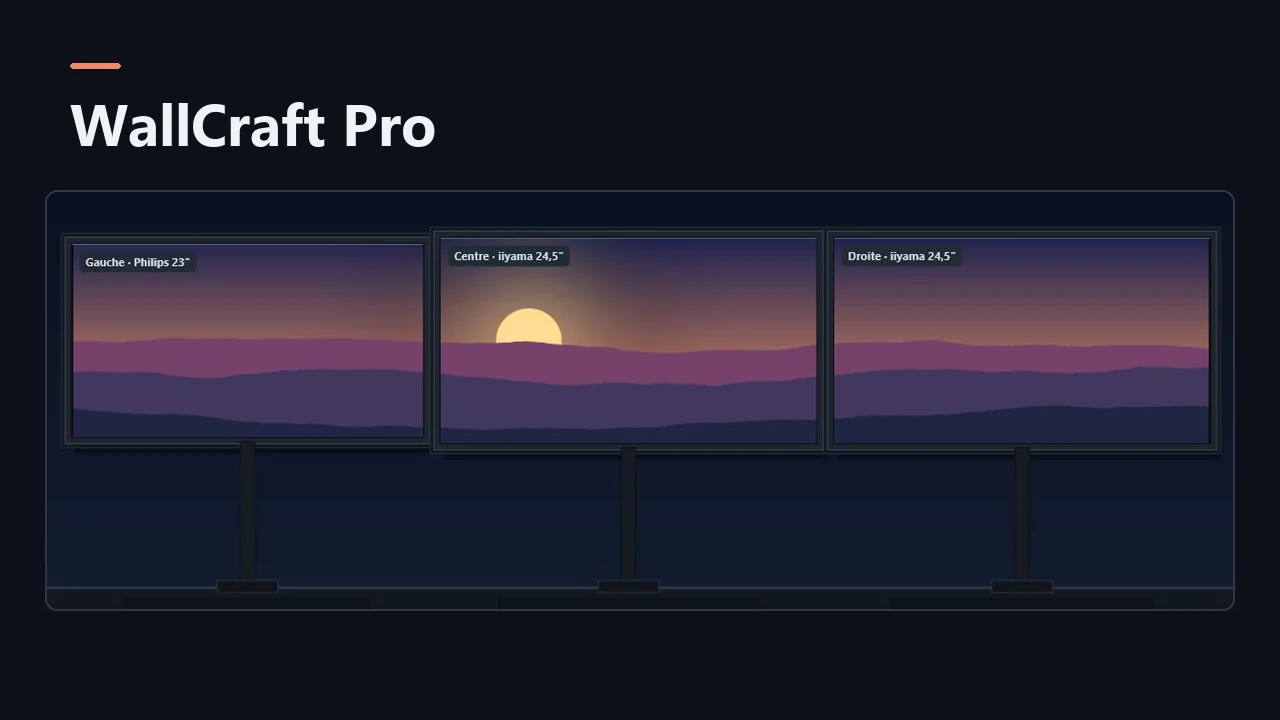 WallCraft Pro
Gauche · Philips 23"
Centre · iiyama 24,5"
Droite · iiyama 24,5"